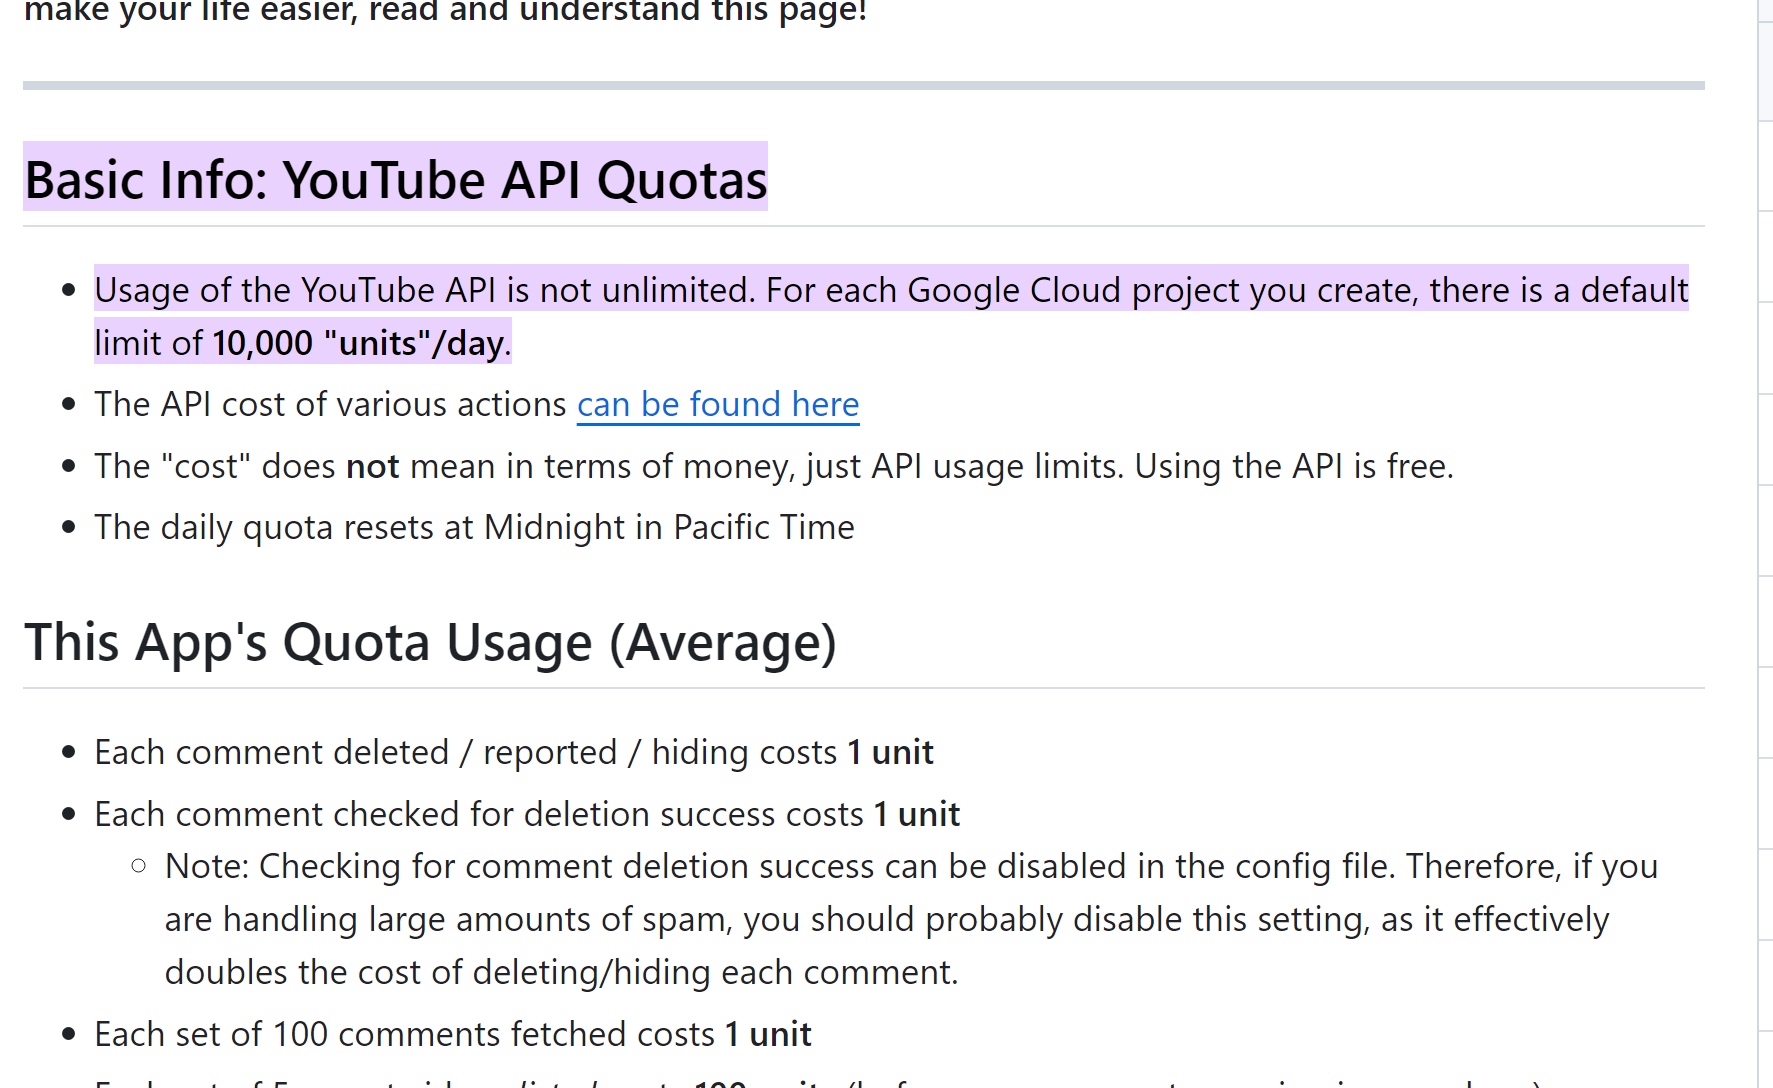 make your life easier, read and understand this page!
Basic Info: YouTube API Quotas
Usage of the YouTube API is not unlimited. For each Google Cloud project you create, there is a default
limit of 10,000 "units"/day.
The API cost of various actions can be found here
The "cost" does not mean in terms of money, just API usage limits. Using the API is free.
The daily quota resets at Midnight in Pacific Time
This App's Quota Usage (Average)
Each comment deleted / reported / hiding costs 1 unit
Each comment checked for deletion success costs 1 unit
Note: Checking for comment deletion success can be disabled in the config file. Therefore, if you
are handling large amounts of spam, you should probably disable this setting, as it effectively
doubles the cost of deleting/hiding each comment.
Each set of 100 comments fetched costs 1 unit